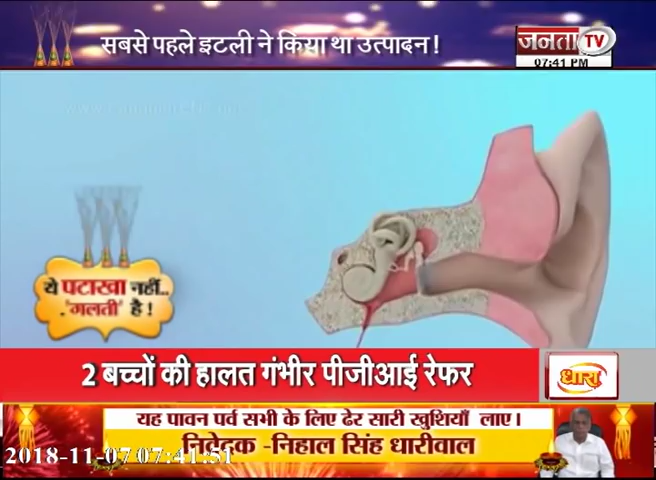 सबसे पहले इटली ने किया था उत्पादन!
जनता TV
07:41 PM
ये पटाखा नहीं..
.'गलती' है!
2 बच्चों की हालत गंभीर पीजीआई रेफर
धारा
यह पावन पर्व सभी के लिए ढेर सारी खुशियाँ लाए।
निवेदक -निहाल सिंह धारीवाल
2018-11-07 07:41:51